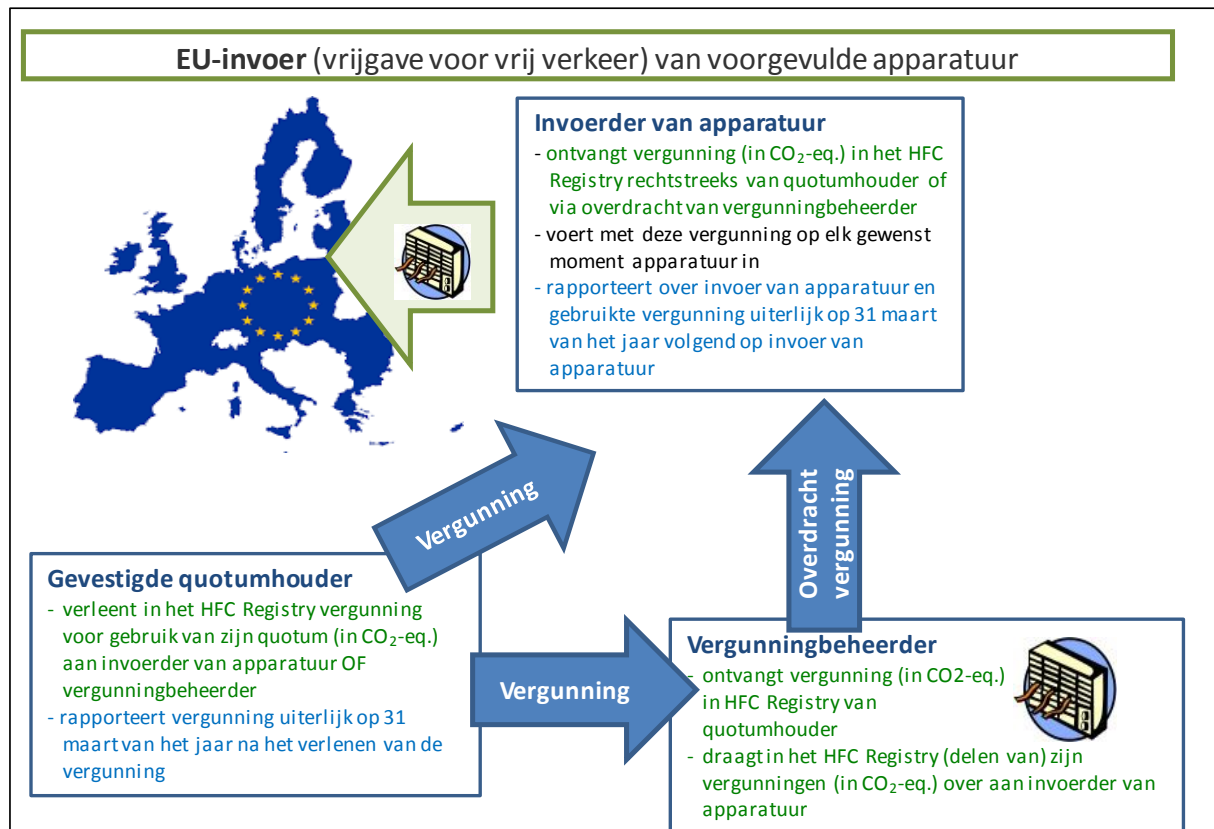 EU-invoer (vrijgave voor vrij verkeer) van voorgevulde apparatuur
Invoerder van apparatuur
- ontvangt vergunning (in CO₂-eq.) in het HFC
Registry rechtstreeks van quotumhouder of
via overdracht van vergunningbeheerder
- voert met deze vergunning op elk gewenst
moment apparatuur in
- rapporteert over invoer van apparatuur en
gebruikte vergunning uiterlijk op 31 maart
van het jaar volgend op invoer van
apparatuur
Vergunning
Overdracht
vergunning
Gevestigde quotumhouder
- verleent in het HFC Registry vergunning
voor gebruik van zijn quotum (in CO₂-eq.)
aan invoerder van apparatuur OF
vergunningbeheerder
- rapporteert vergunning uiterlijk op 31
maart van het jaar na het verlenen van de
vergunning
Vergunning
Vergunningbeheerder
- ontvangt vergunning (in CO2-eq.)
in HFC Registry van
quotumhouder
- draagt in het HFC Registry (delen van) zijn
vergunningen (in CO₂-eq.) over aan invoerder van
apparatuur